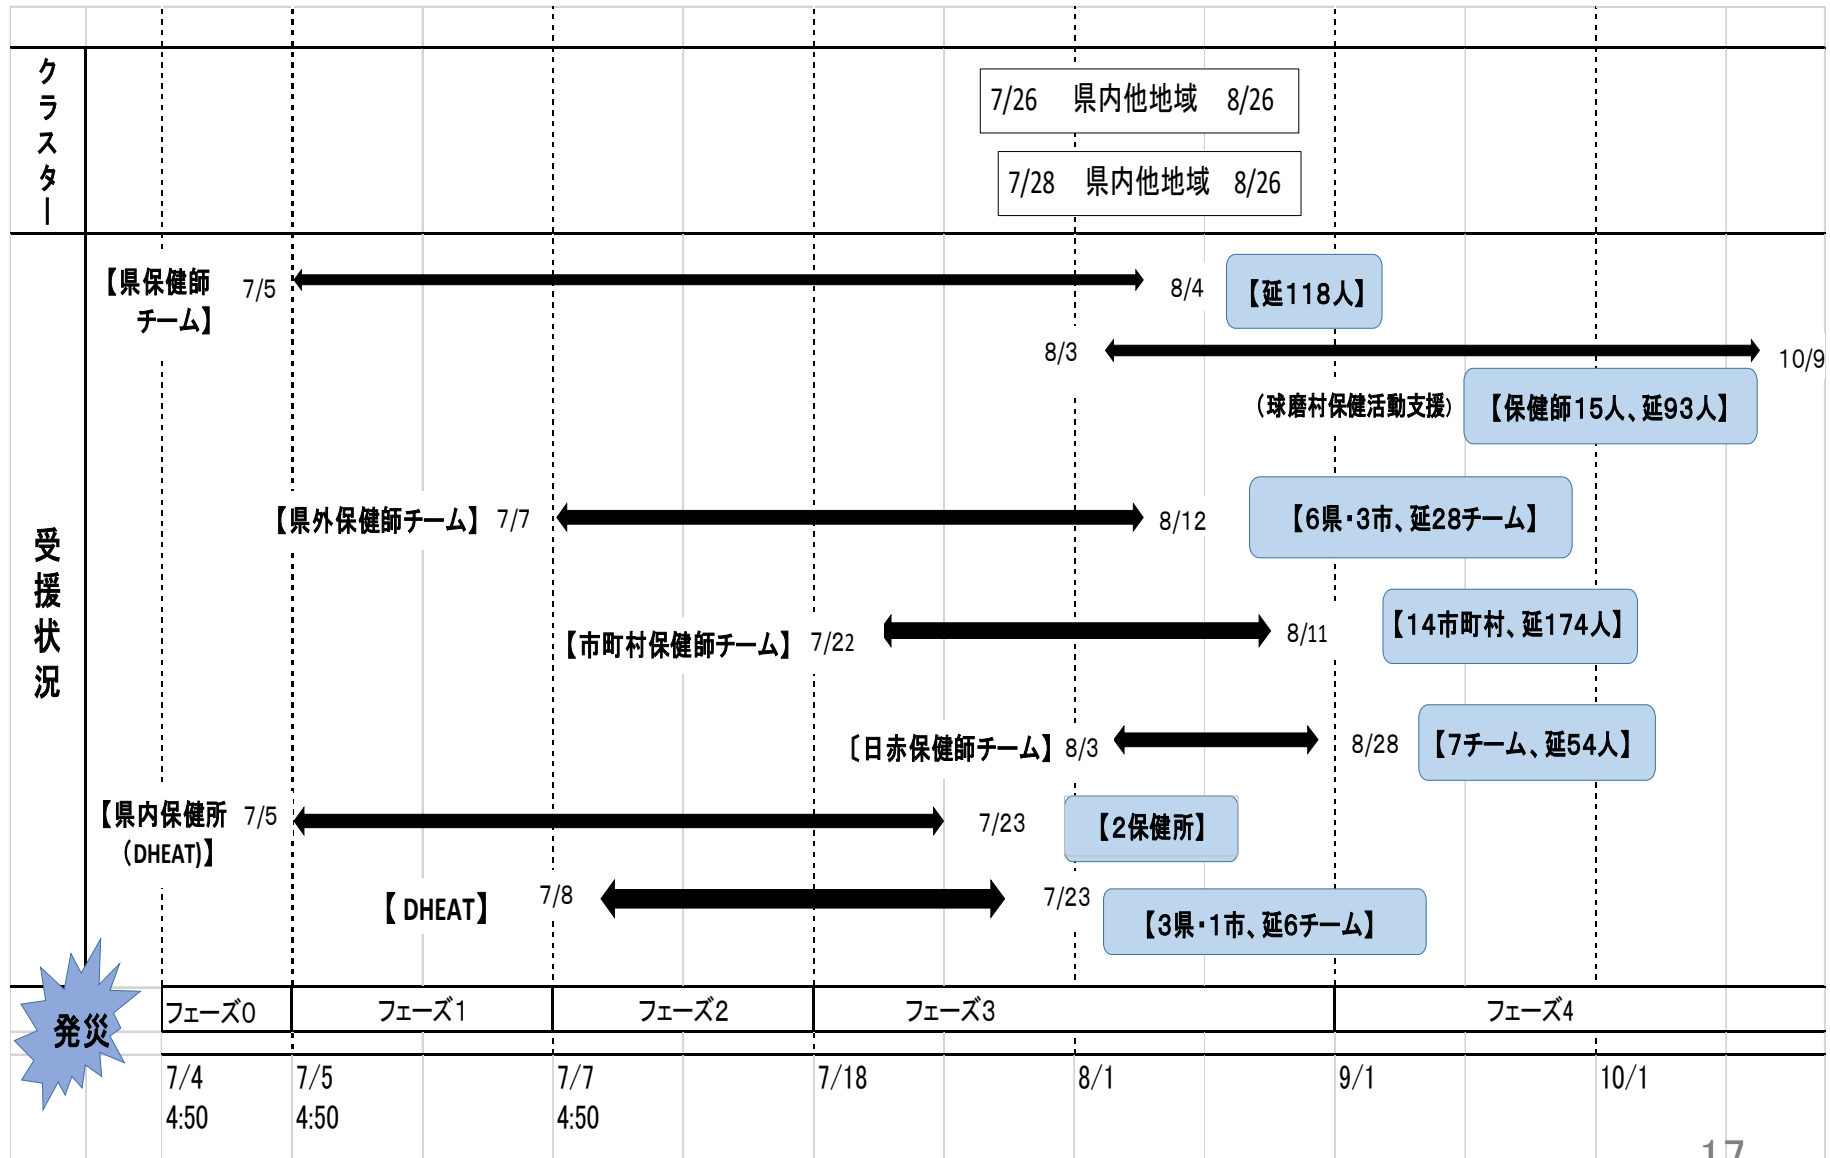 クラスター
7/26 県内他地域 8/26
7/28 県内他地域 8/26
受援状況
【県保健師
チーム】
7/5
8/4
【延118人】
8/3
10/9
（球磨村保健活動支援）
【保健師15人、延93人】
【県外保健師チーム】 7/7
8/12
【6県・3市、延28チーム】
【市町村保健師チーム】 7/22
8/11
【14市町村、延174人】
〔日赤保健師チーム】 8/3
8/28
【7チーム、延54人】
【県内保健所
（DHEAT)】
7/5
7/23
【2保健所】
【 DHEAT】
7/8
7/23
【3県・1市、延6チーム】
発災
フェーズ0
フェーズ1
フェーズ2
フェーズ3
フェーズ4
7/4
4:50
7/5
4:50
7/7
4:50
7/18
8/1
9/1
10/1
17